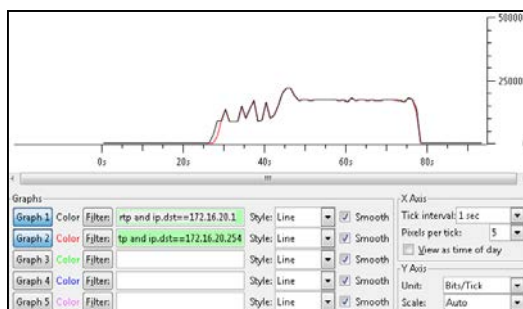 50000
25000
0
0s 20s 40s 60s 80s
Graphs
Graph 1 Color Filter: rtp and ip.dst==172.16.20.1 Style: Line Smooth
Graph 2 Color Filter: tp and ip.dst==172.16.20.254 Style: Line Smooth
Graph 3 Color Filter: Style: Line Smooth
Graph 4 Color Filter: Style: Line Smooth
Graph 5 Color Filter: Style: Line Smooth
X Axis
Tick interval: 1 sec
Pixels per tick: 5
View as time of day
Y Axis
Unit: Bits/Tick
Scale: Auto